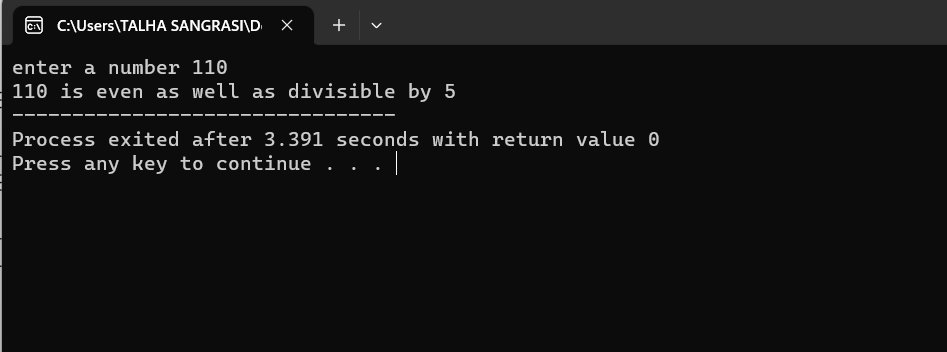 C:\Users\TALHA SANGRASI\D
enter a number 110
110 is even as well as divisible by 5
--------------------------------
Process exited after 3.391 seconds with return value 0
Press any key to continue . . .